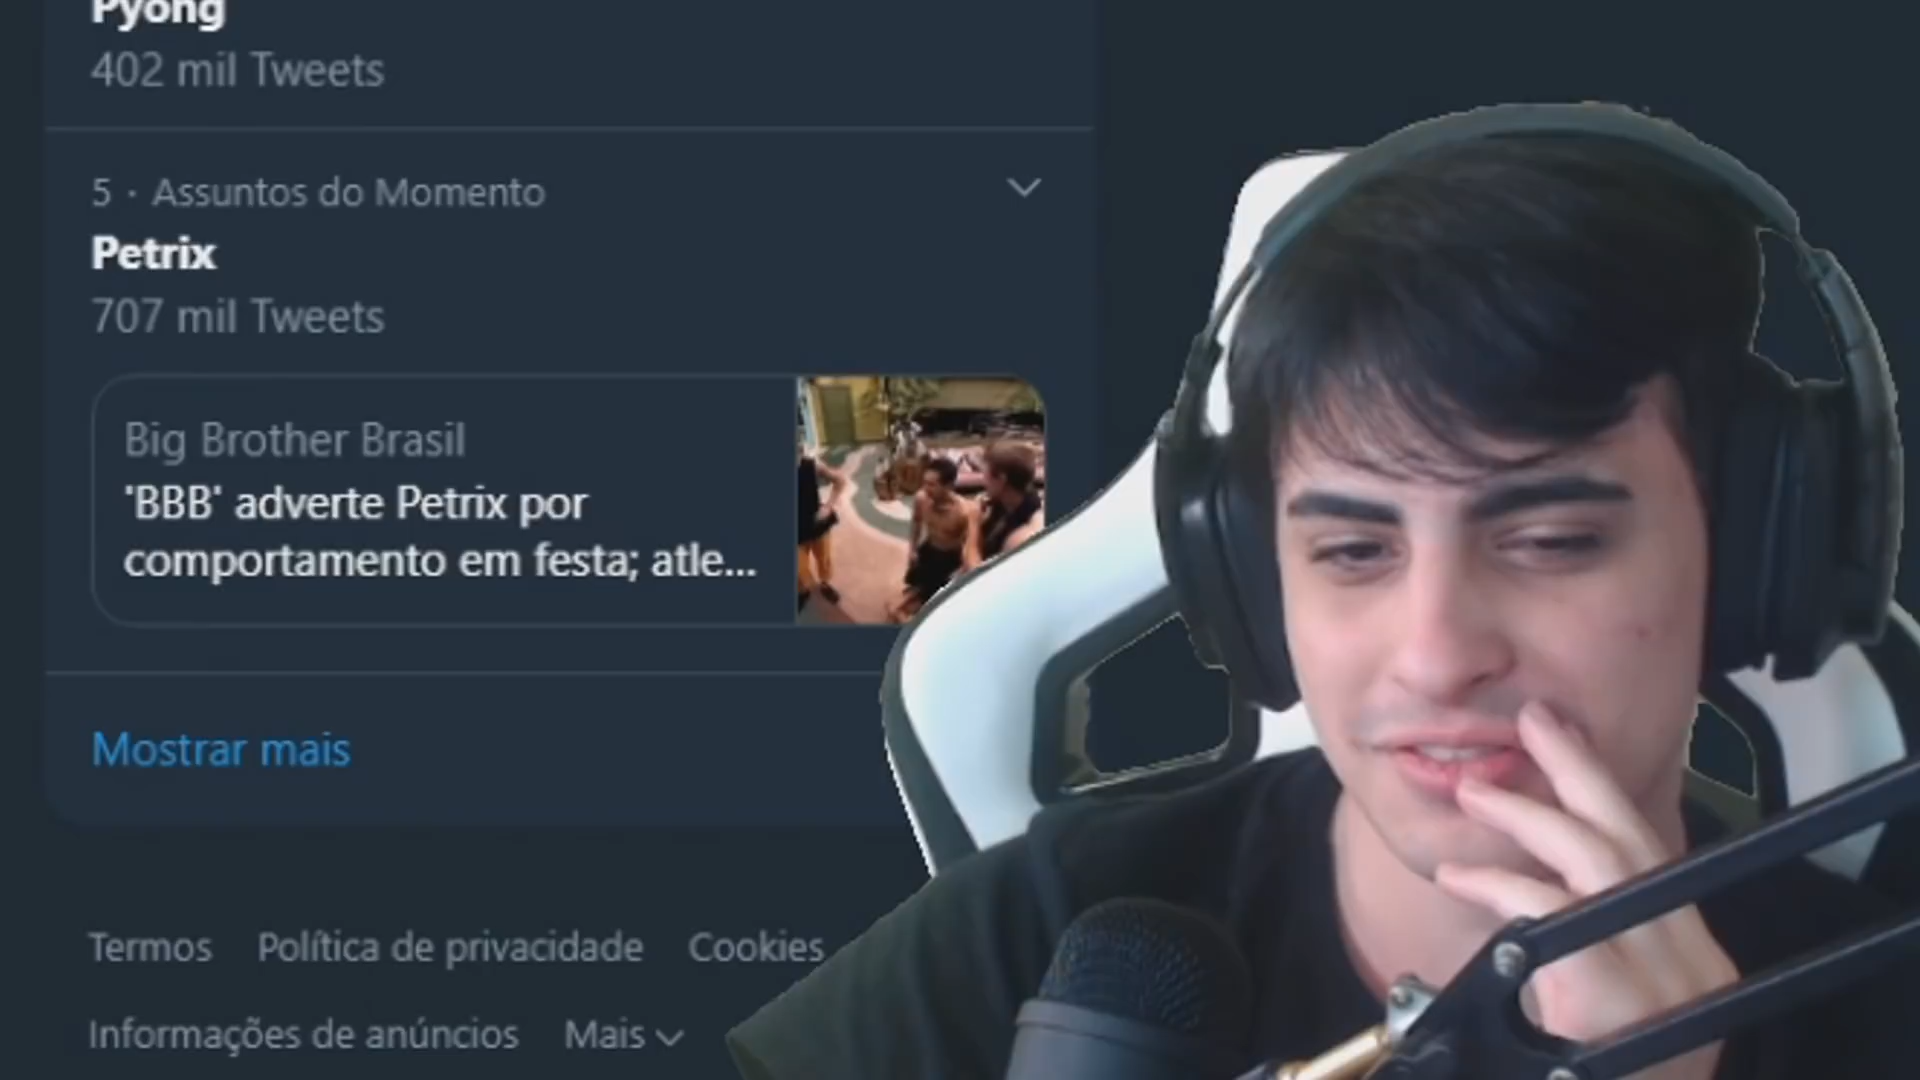 Pyong
402 mil Tweets
5 · Assuntos do Momento
Petrix
707 mil Tweets
Big Brother Brasil
'BBB' adverte Petrix por
comportamento em festa; atle...
Mostrar mais
Termos Política de privacidade Cookies
Informações de anúncios Mais